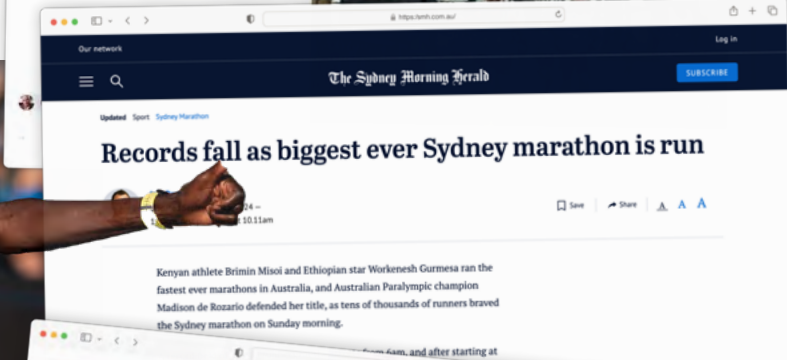 https://smh.com.au/
Our network
Log in
The Sydney Morning Herald
SUBSCRIBE
Updated Sport Sydney Marathon
Records fall as biggest ever Sydney marathon is run
24 —
10.11am
Save Share A A A
Kenyan athlete Brimin Misoi and Ethiopian star Workenesh Gurmesa ran the
fastest ever marathons in Australia, and Australian Paralympic champion
Madison de Rozario defended her title, as tens of thousands of runners braved
the Sydney marathon on Sunday morning.
from 6am, and after starting at